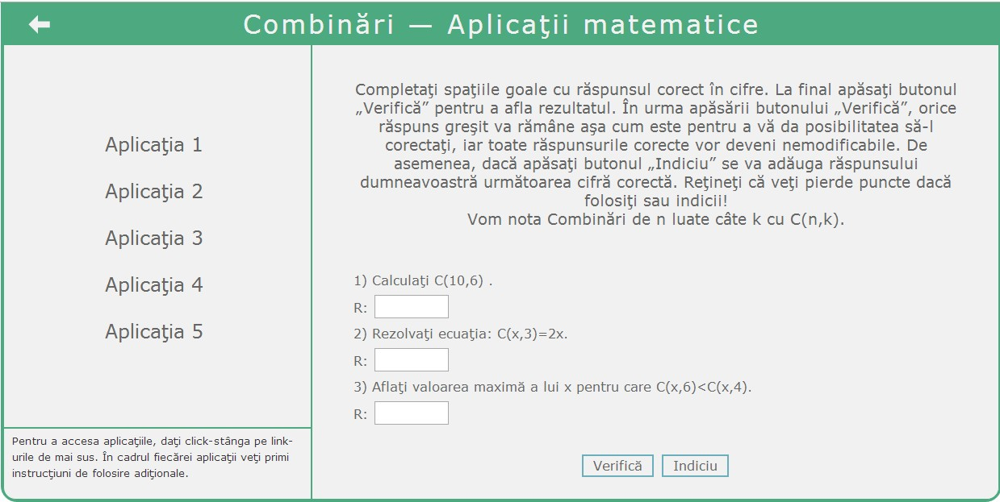 Combinări — Aplicaţii matematice
Aplicaţia 1
Aplicaţia 2
Aplicaţia 3
Aplicaţia 4
Aplicaţia 5
Pentru a accesa aplicaţiile, daţi click-stânga pe link-
urile de mai sus. În cadrul fiecărei aplicaţii veţi primi
instrucţiuni de folosire adiţionale.
Completaţi spaţiile goale cu răspunsul corect în cifre. La final apăsaţi butonul
„Verifică” pentru a afla rezultatul. În urma apăsării butonului „Verifică”, orice
răspuns greşit va rămâne aşa cum este pentru a vă da posibilitatea să-l
corectaţi, iar toate răspunsurile corecte vor deveni nemodificabile. De
asemenea, dacă apăsaţi butonul „Indiciu” se va adăuga răspunsului
dumneavoastră următoarea cifră corectă. Reţineţi că veţi pierde puncte dacă
folosiţi sau indicii!
Vom nota Combinări de n luate câte k cu C(n,k).
1) Calculaţi C(10,6) .
R:
2) Rezolvaţi ecuaţia: C(x,3)=2x.
R:
3) Aflaţi valoarea maximă a lui x pentru care C(x,6)<C(x,4).
R:
Verifică
Indiciu